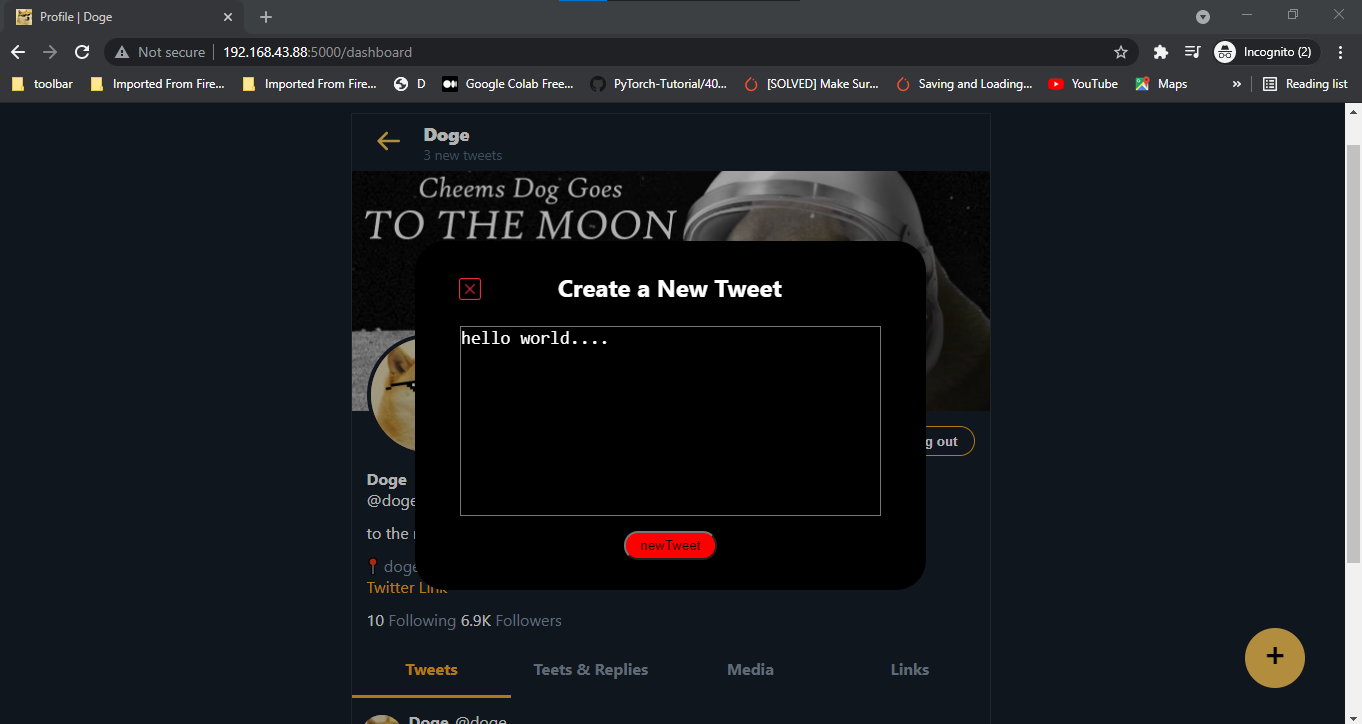 Profile | Doge
Not secure | 192.168.43.88:5000/dashboard
Incognito (2)
toolbar
Imported From Fire...
Imported From Fire...
D
Google Colab Free...
PyTorch-Tutorial/40...
[SOLVED] Make Sur...
Saving and Loading...
YouTube
Maps
»
Reading list
Doge
3 new tweets
Cheems Dog Goes
TO THE MOON
Create a New Tweet
hello world....
newTweet
g out
Doge
@doge
to the
doge
Twitter Link
10 Following 6.9K Followers
Tweets
Teets & Replies
Media
Links
+
Doge @doge